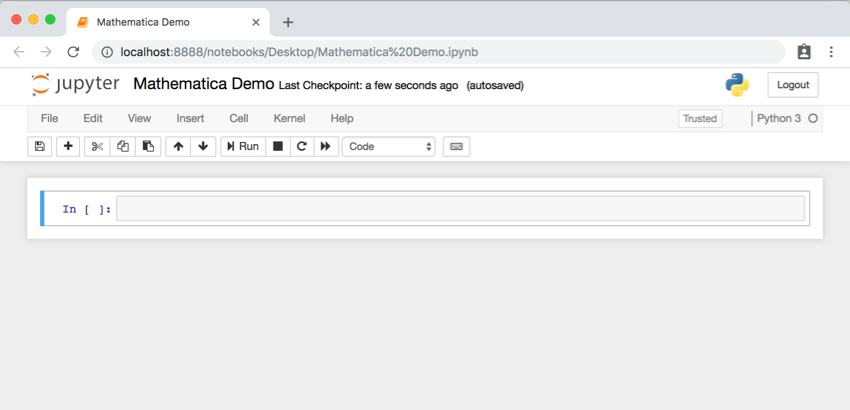 Mathematica Demo
localhost:8888/notebooks/Desktop/Mathematica%20Demo.ipynb
jupyter Mathematica Demo Last Checkpoint: a few seconds ago (autosaved) Logout
File Edit View Insert Cell Kernel Help Trusted Python 3
Run Code
In [ ]: